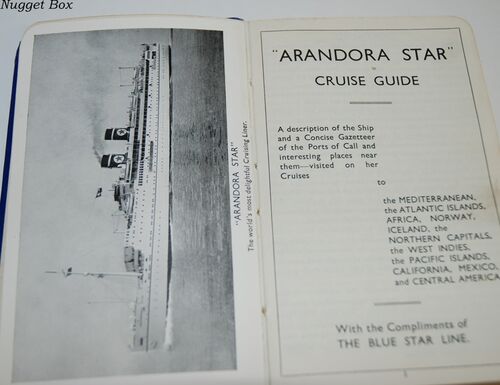 Nugget Box
"ARANDORA STAR"
The world's most delightful Cruising Liner.
"ARANDORA STAR"
CRUISE GUIDE
A description of the Ship
and a Concise Gazetteer
of the Ports of Call and
interesting places near
them—visited on her
Cruises
to
the MEDITERRANEAN,
the ATLANTIC ISLANDS,
AFRICA, NORWAY,
ICELAND, the
NORTHERN CAPITALS,
the WEST INDIES,
the PACIFIC ISLANDS,
CALIFORNIA, MEXICO,
and CENTRAL AMERICA
With the Compliments of
THE BLUE STAR LINE.